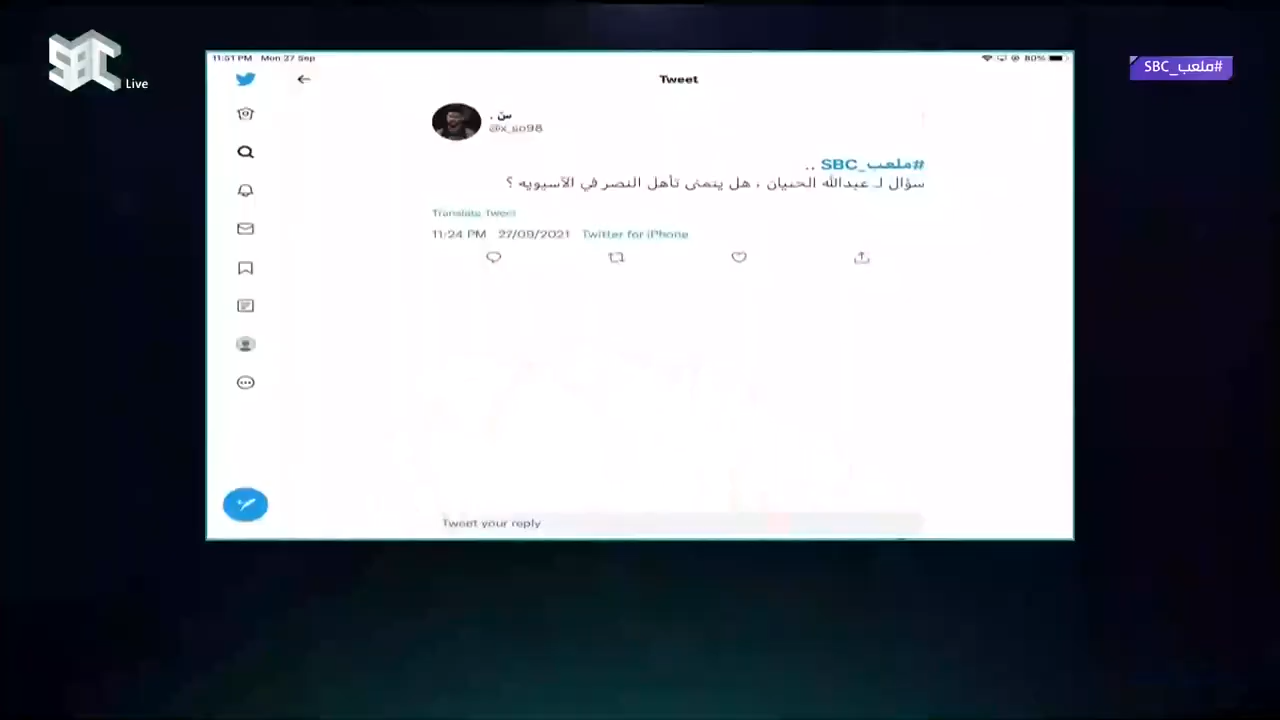 SBC
Live
#ملعب_SBC
11:51 PM Mon 27 Sep
80%
Tweet
سّ .
@x_so98
#ملعب_SBC ..
سؤال لـ عبدالله الحنيان ، هل يتمنى تأهل النصر في الآسيويه ؟
Translate Tweet
11:24 PM 27/09/2021 Twitter for iPhone
Tweet your reply